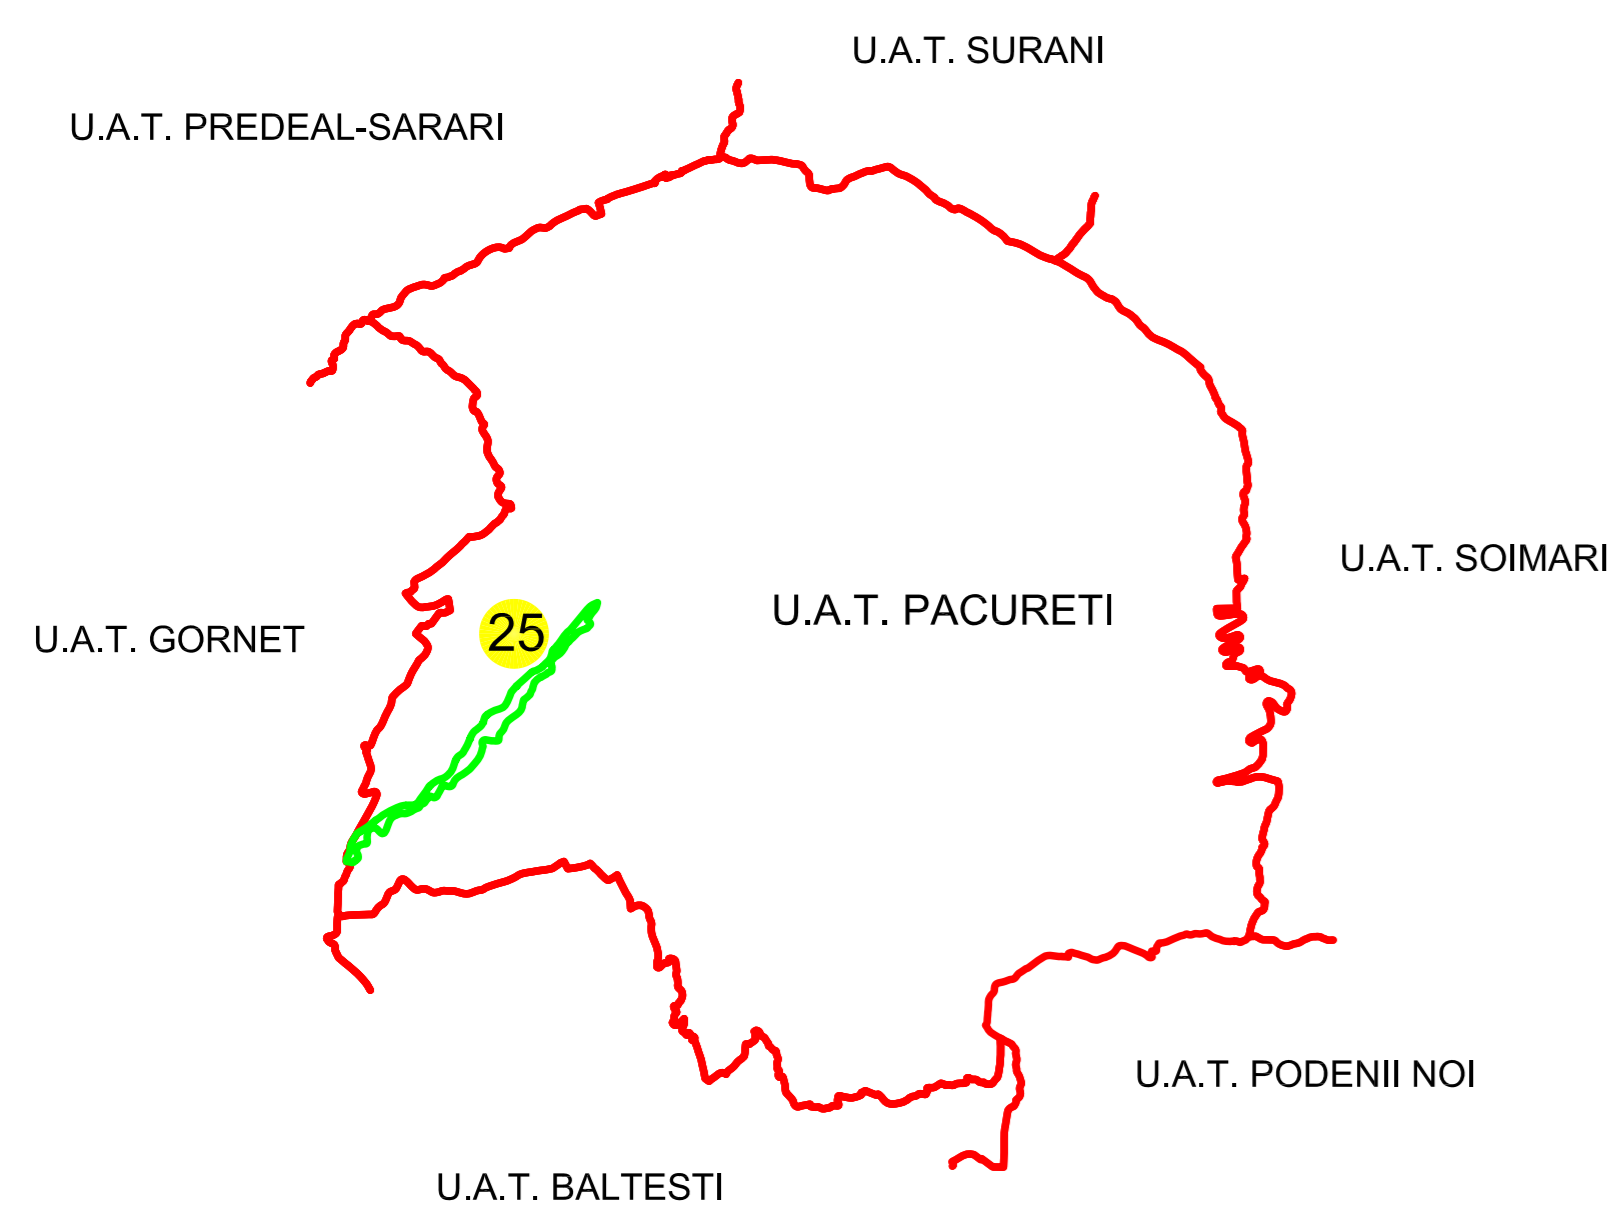 U.A.T. SURANI
U.A.T. PREDEAL-SARARI
U.A.T. SOIMARI
U.A.T. PACURETI
25
U.A.T. GORNET
U.A.T. PODENII NOI
U.A.T. BALTESTI